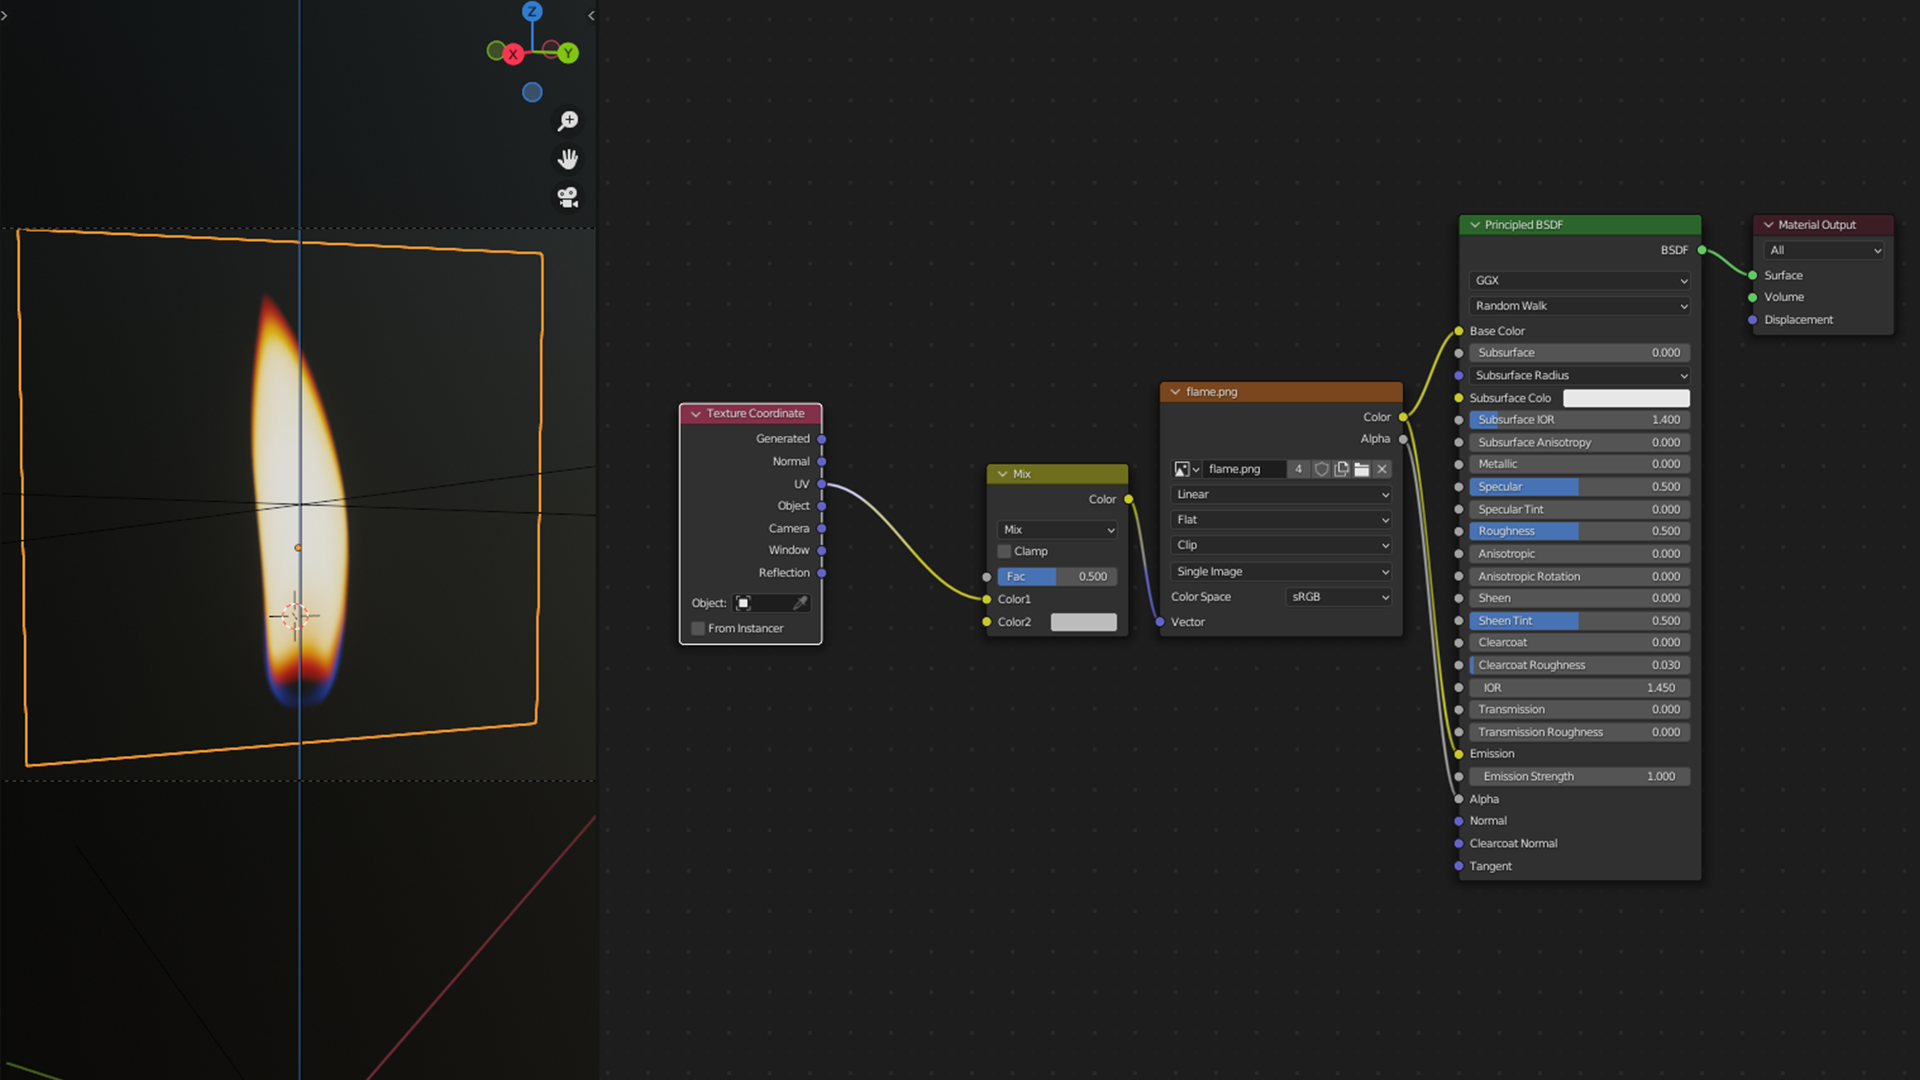 Z
X
Y
Texture Coordinate
Generated
Normal
UV
Object
Camera
Window
Reflection
Object:
From Instancer
Mix
Color
Mix
Clamp
Fac 0.500
Color1
Color2
flame.png
Color
Alpha
flame.png 4
Linear
Flat
Clip
Single Image
Color Space sRGB
Vector
Principled BSDF
BSDF
GGX
Random Walk
Base Color
Subsurface 0.000
Subsurface Radius
Subsurface Colo
Subsurface IOR 1.400
Subsurface Anisotropy 0.000
Metallic 0.000
Specular 0.500
Specular Tint 0.000
Roughness 0.500
Anisotropic 0.000
Anisotropic Rotation 0.000
Sheen 0.000
Sheen Tint 0.500
Clearcoat 0.000
Clearcoat Roughness 0.030
IOR 1.450
Transmission 0.000
Transmission Roughness 0.000
Emission
Emission Strength 1.000
Alpha
Normal
Clearcoat Normal
Tangent
Material Output
All
Surface
Volume
Displacement